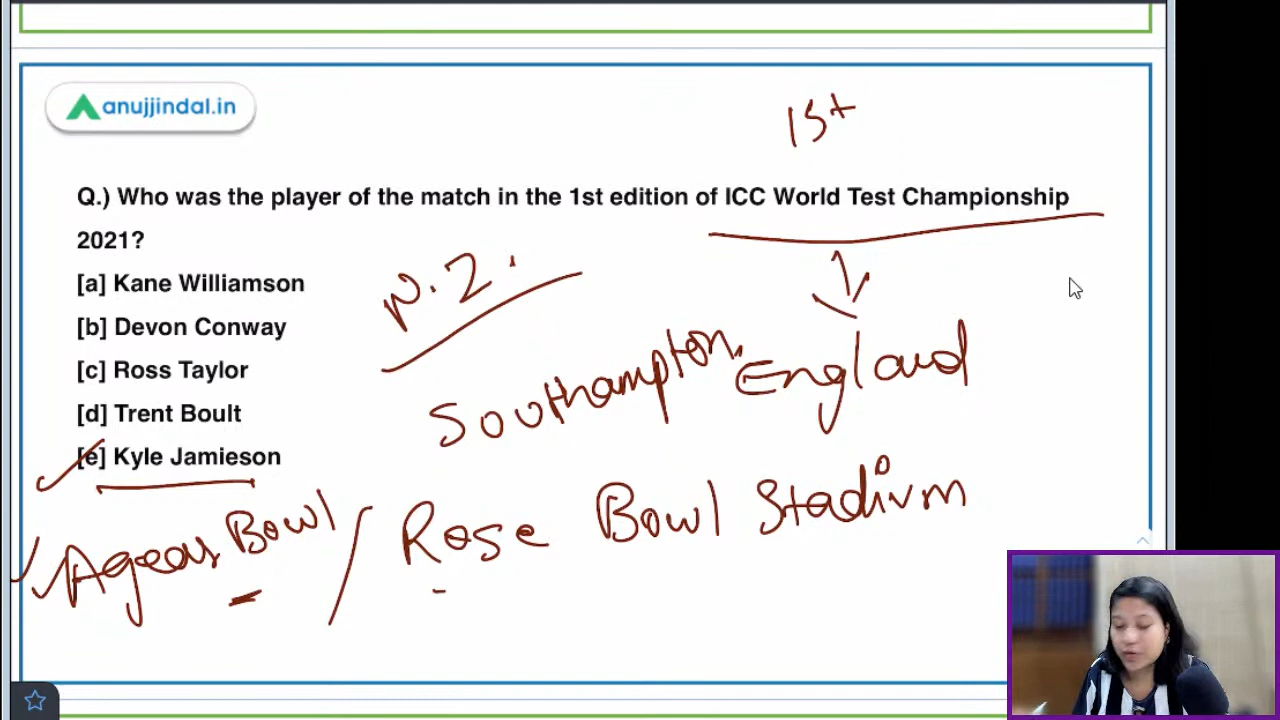 anujjindal.in
1st
Q.) Who was the player of the match in the 1st edition of ICC World Test Championship
2021?
[a] Kane Williamson
[b] Devon Conway
[c] Ross Taylor
[d] Trent Boult
[e] Kyle Jamieson
N.Z.
Southampton, England
Ageas Bowl / Rose Bowl Stadium